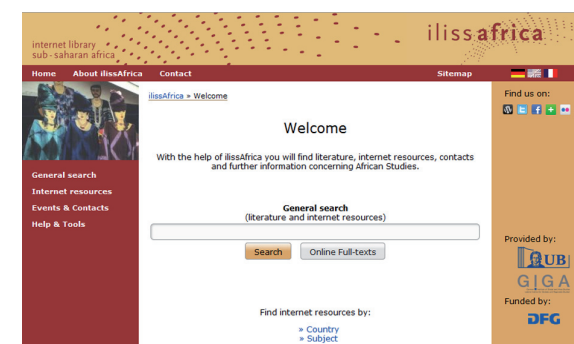 internet library
sub-saharan africa
ilissafrica
Home About ilissAfrica Contact Sitemap
ilissAfrica » Welcome
Find us on:
General search
Internet resources
Events & Contacts
Help & Tools
Welcome
With the help of ilissAfrica you will find literature, internet resources, contacts
and further information concerning African Studies.
General search
(literature and internet resources)
Search Online Full-texts
Find internet resources by:
» Country
» Subject
Provided by:
UB
GIGA
Funded by:
DFG